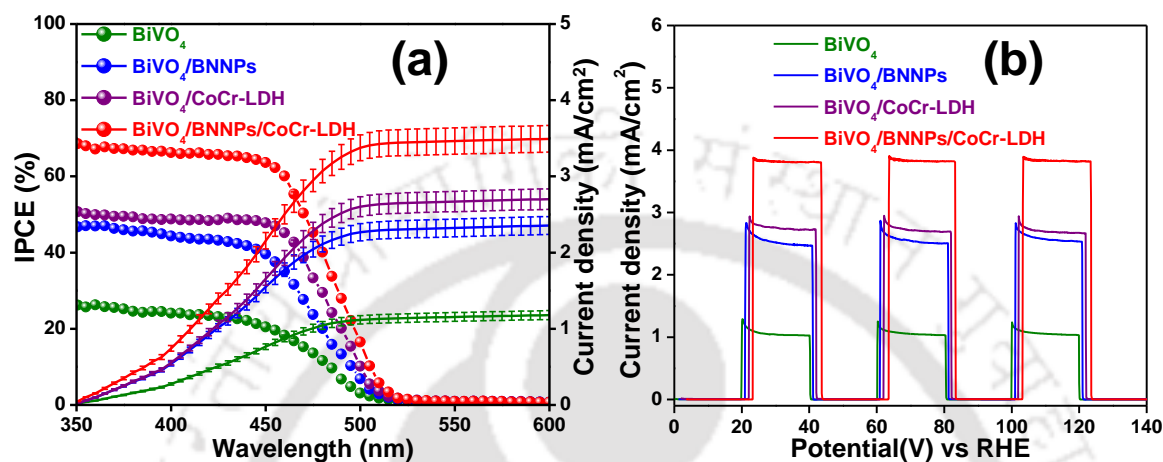 (a)
BiVO4
BiVO4/BNNPs
BiVO4/CoCr-LDH
BiVO4/BNNPs/CoCr-LDH
IPCE (%)
100
80
60
40
20
0
350 400 450 500 550 600
Wavelength (nm)
5
4
3
2
1
0
Current density (mA/cm2)
(b)
BiVO4
BiVO4/BNNPs
BiVO4/CoCr-LDH
BiVO4/BNNPs/CoCr-LDH
Current density (mA/cm2)
6
5
4
3
2
1
0
0 20 40 60 80 100 120 140
Potential(V) vs RHE